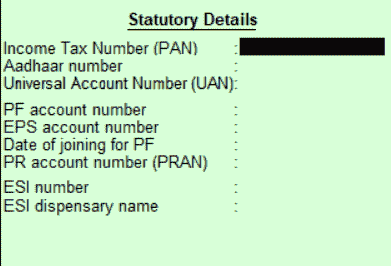 Statutory Details
Income Tax Number (PAN) :
Aadhaar number :
Universal Account Number (UAN):
PF account number :
EPS account number :
Date of joining for PF :
PR account number (PRAN) :
ESI number :
ESI dispensary name :